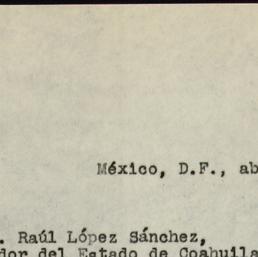 México, D.F., ab
. Raúl López Sánchez,
dor del Estado de Coahuila